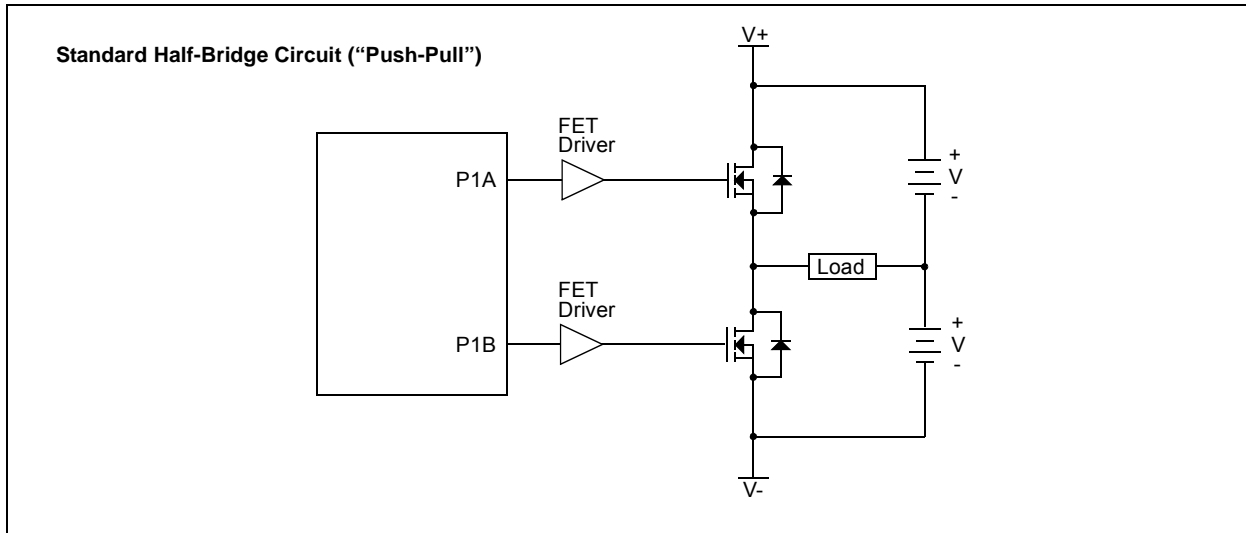 V+
Standard Half-Bridge Circuit (“Push-Pull”)
FET
Driver
P1A
+
V
-
Load
FET
Driver
P1B
+
V
-
V-